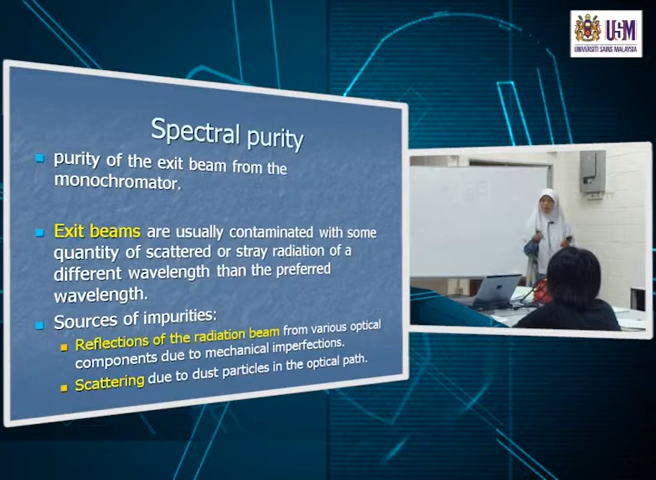 USM
UNIVERSITI SAINS MALAYSIA
Spectral purity
purity of the exit beam from the
monochromator.
Exit beams are usually contaminated with some
quantity of scattered or stray radiation of a
different wavelength than the preferred
wavelength.
Sources of impurities:
Reflections of the radiation beam from various optical
components due to mechanical imperfections.
Scattering due to dust particles in the optical path.